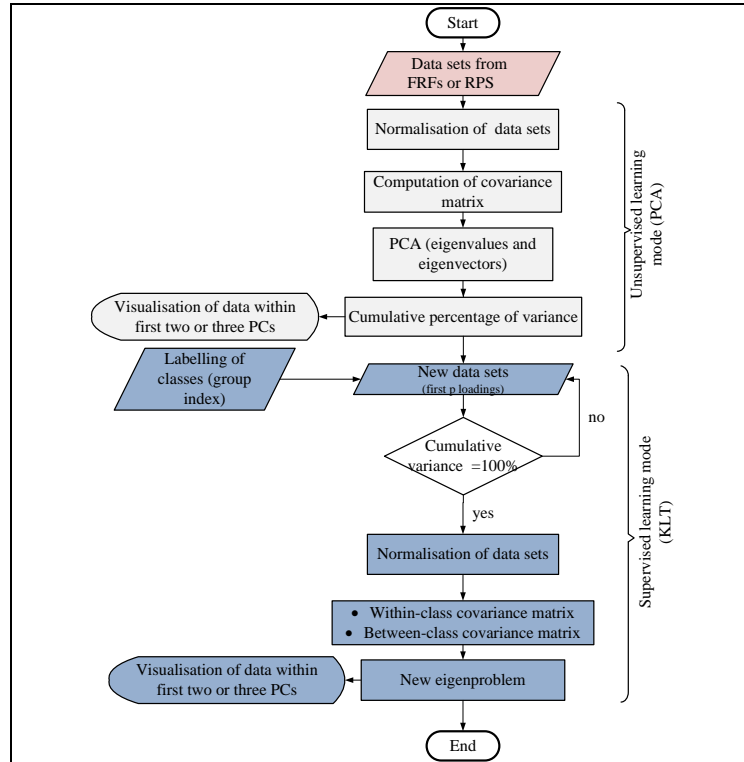 Start
Data sets from
FRFs or RPS
Normalisation of data sets
Computation of covariance
matrix
PCA (eigenvalues and
eigenvectors)
Visualisation of data within
first two or three PCs
Cumulative percentage of variance
Unsupervised learning
mode (PCA)
Labelling of
classes (group
index)
New data sets
(first p loadings)
no
Cumulative
variance =100%
yes
Normalisation of data sets
Supervised learning mode
(KLT)
• Within-class covariance matrix
• Between-class covariance matrix
Visualisation of data within
first two or three PCs
New eigenproblem
End